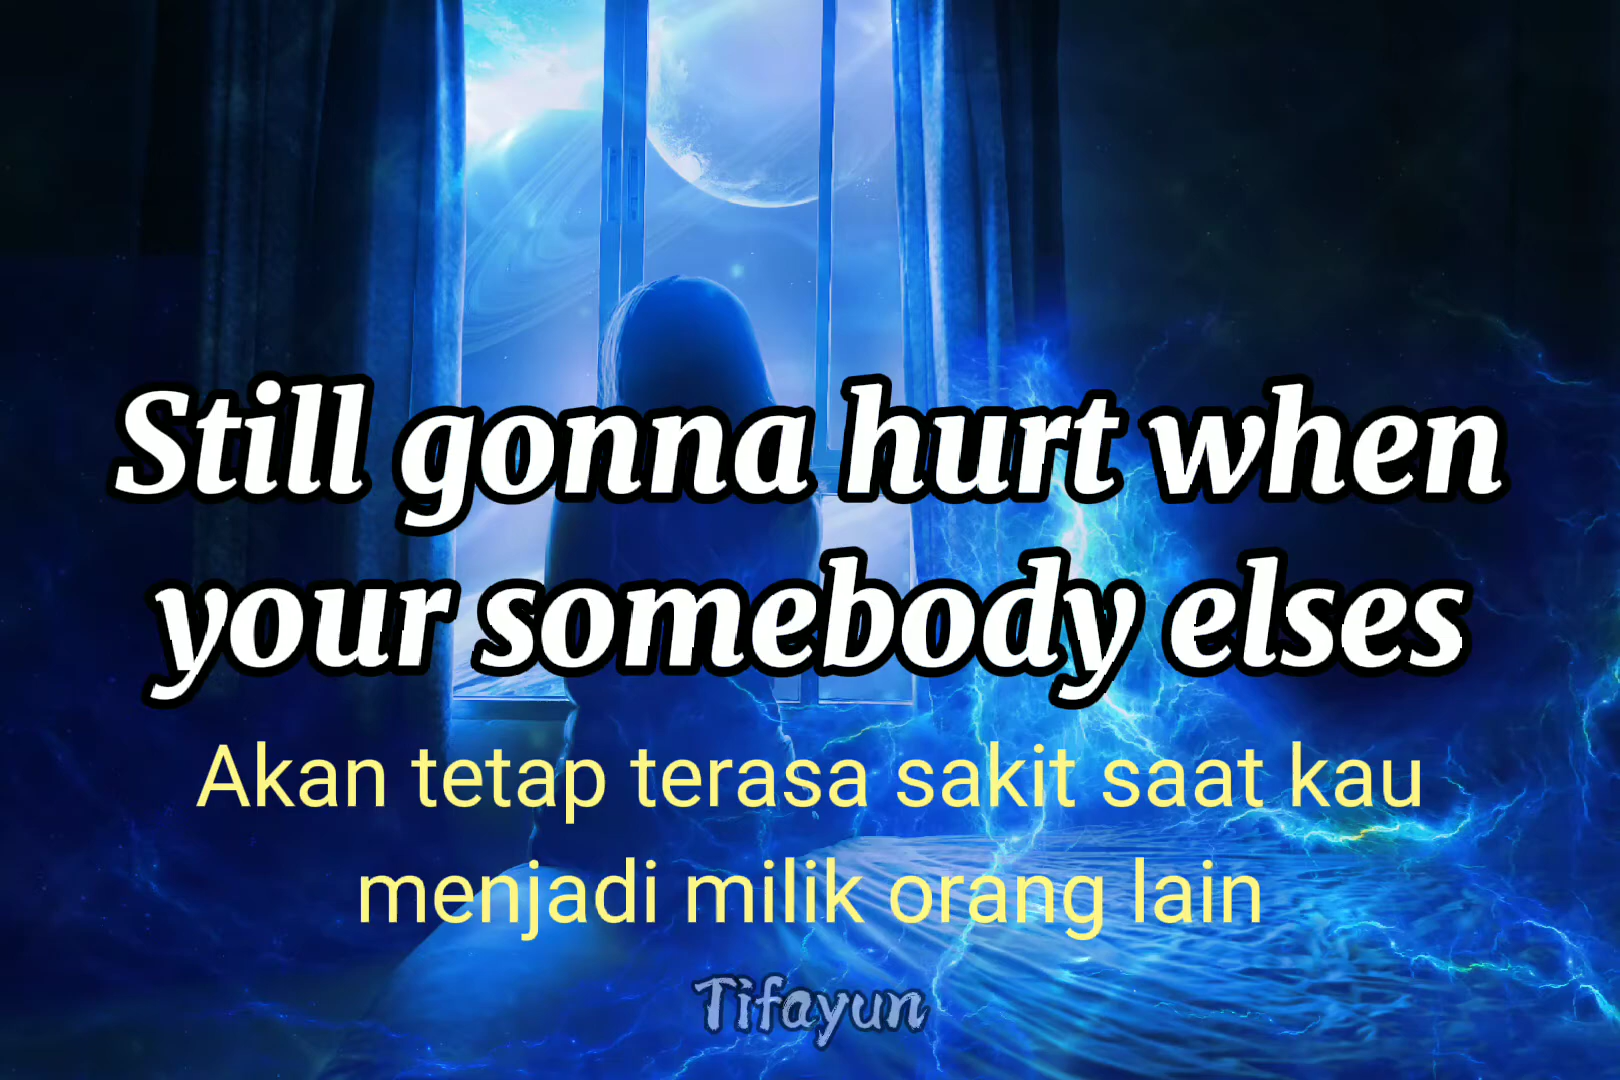 Still gonna hurt when
your somebody elses
Akan tetap terasa sakit saat kau
menjadi milik orang lain
Tifayun